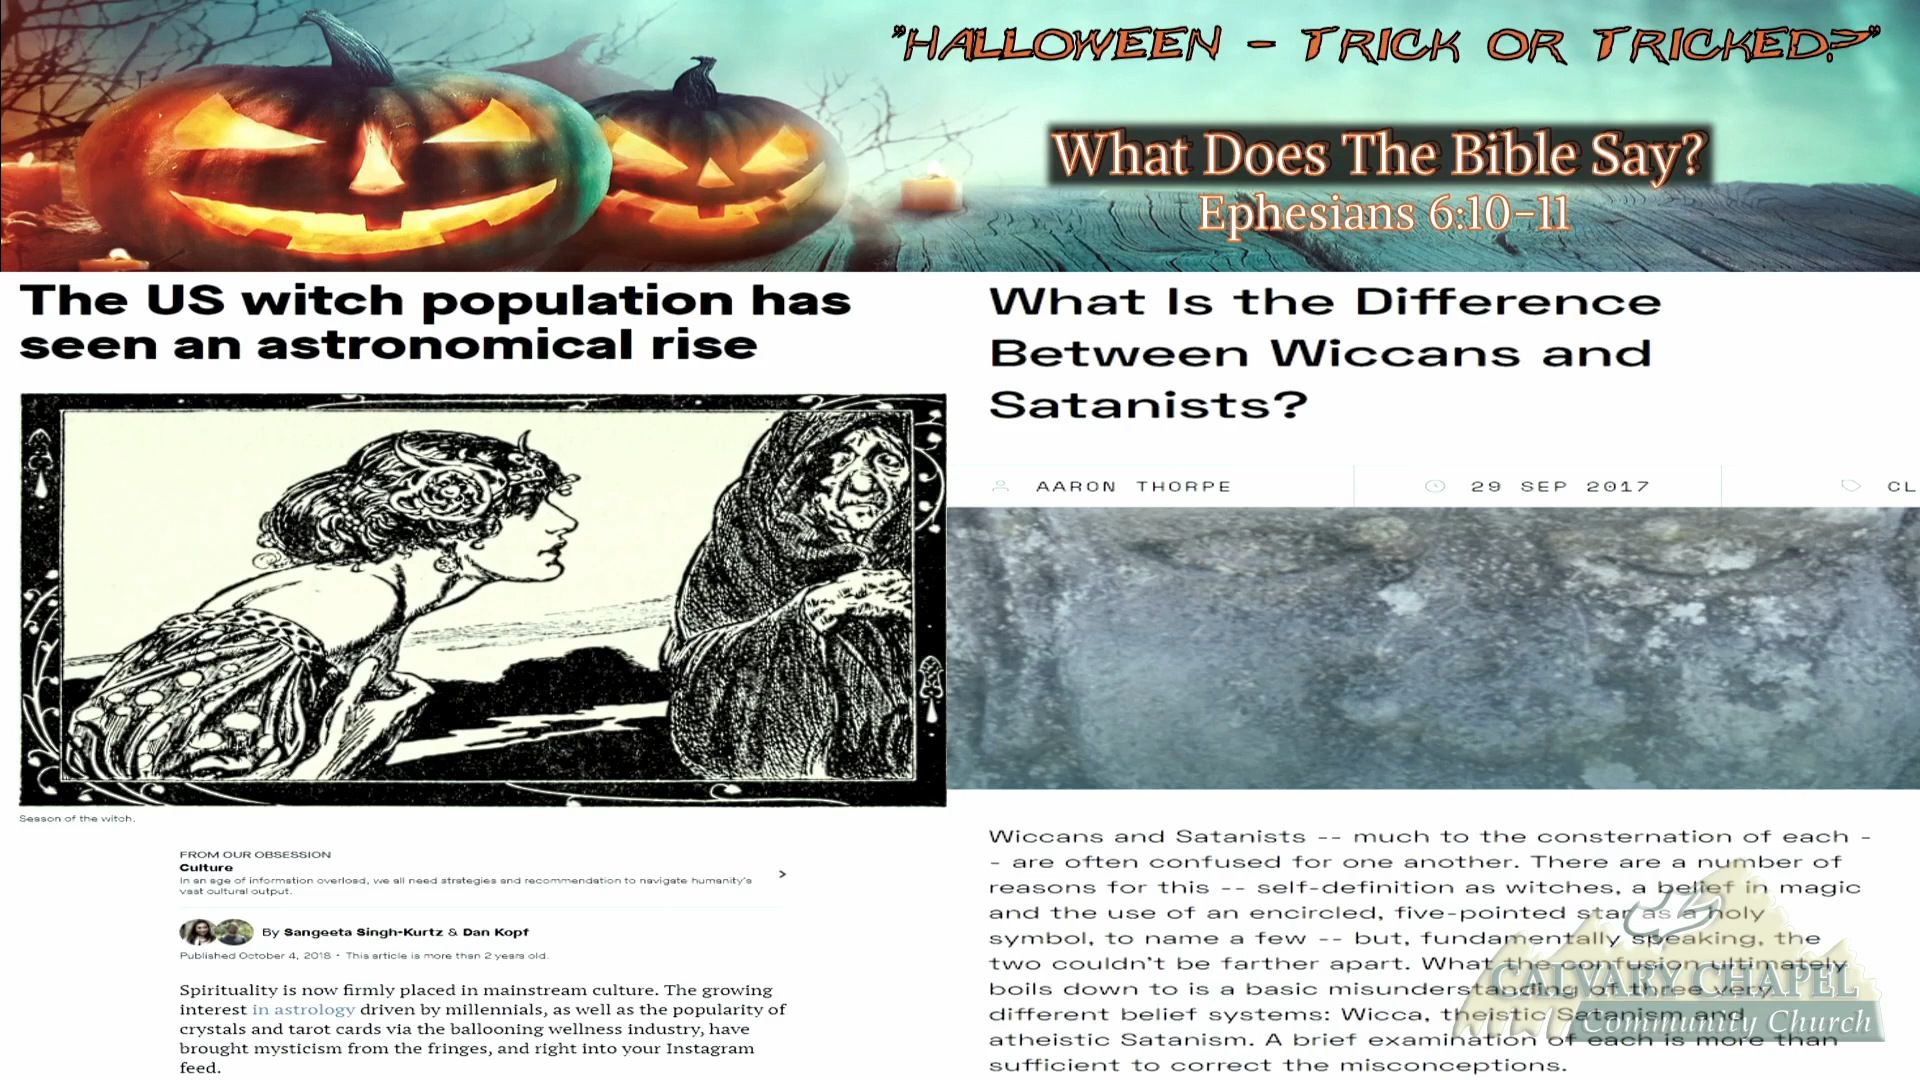 "HALLOWEEN - TRICK OR TRICKED?"
What Does The Bible Say?
Ephesians 6:10-11
The US witch population has
seen an astronomical rise
Season of the witch.
FROM OUR OBSESSION
Culture
In an age of information overload, we all need strategies and recommendation to navigate humanity's
vast cultural output.
By Sangeeta Singh-Kurtz & Dan Kopf
Published October 4, 2018 • This article is more than 2 years old.
Spirituality is now firmly placed in mainstream culture. The growing
interest in astrology driven by millennials, as well as the popularity of
crystals and tarot cards via the ballooning wellness industry, have
brought mysticism from the fringes, and right into your Instagram
feed.
What Is the Difference
Between Wiccans and
Satanists?
AARON THORPE
29 SEP 2017
CL
Wiccans and Satanists -- much to the consternation of each -
- are often confused for one another. There are a number of
reasons for this -- self-definition as witches, a belief in magic
and the use of an encircled, five-pointed star as a holy
symbol, to name a few -- but, fundamentally speaking, the
two couldn't be farther apart. What the confusion ultimately
boils down to is a basic misunderstanding of three very
different belief systems: Wicca, theistic Satanism and
atheistic Satanism. A brief examination of each is more than
sufficient to correct the misconceptions.
CALVARY CHAPEL
Community Church